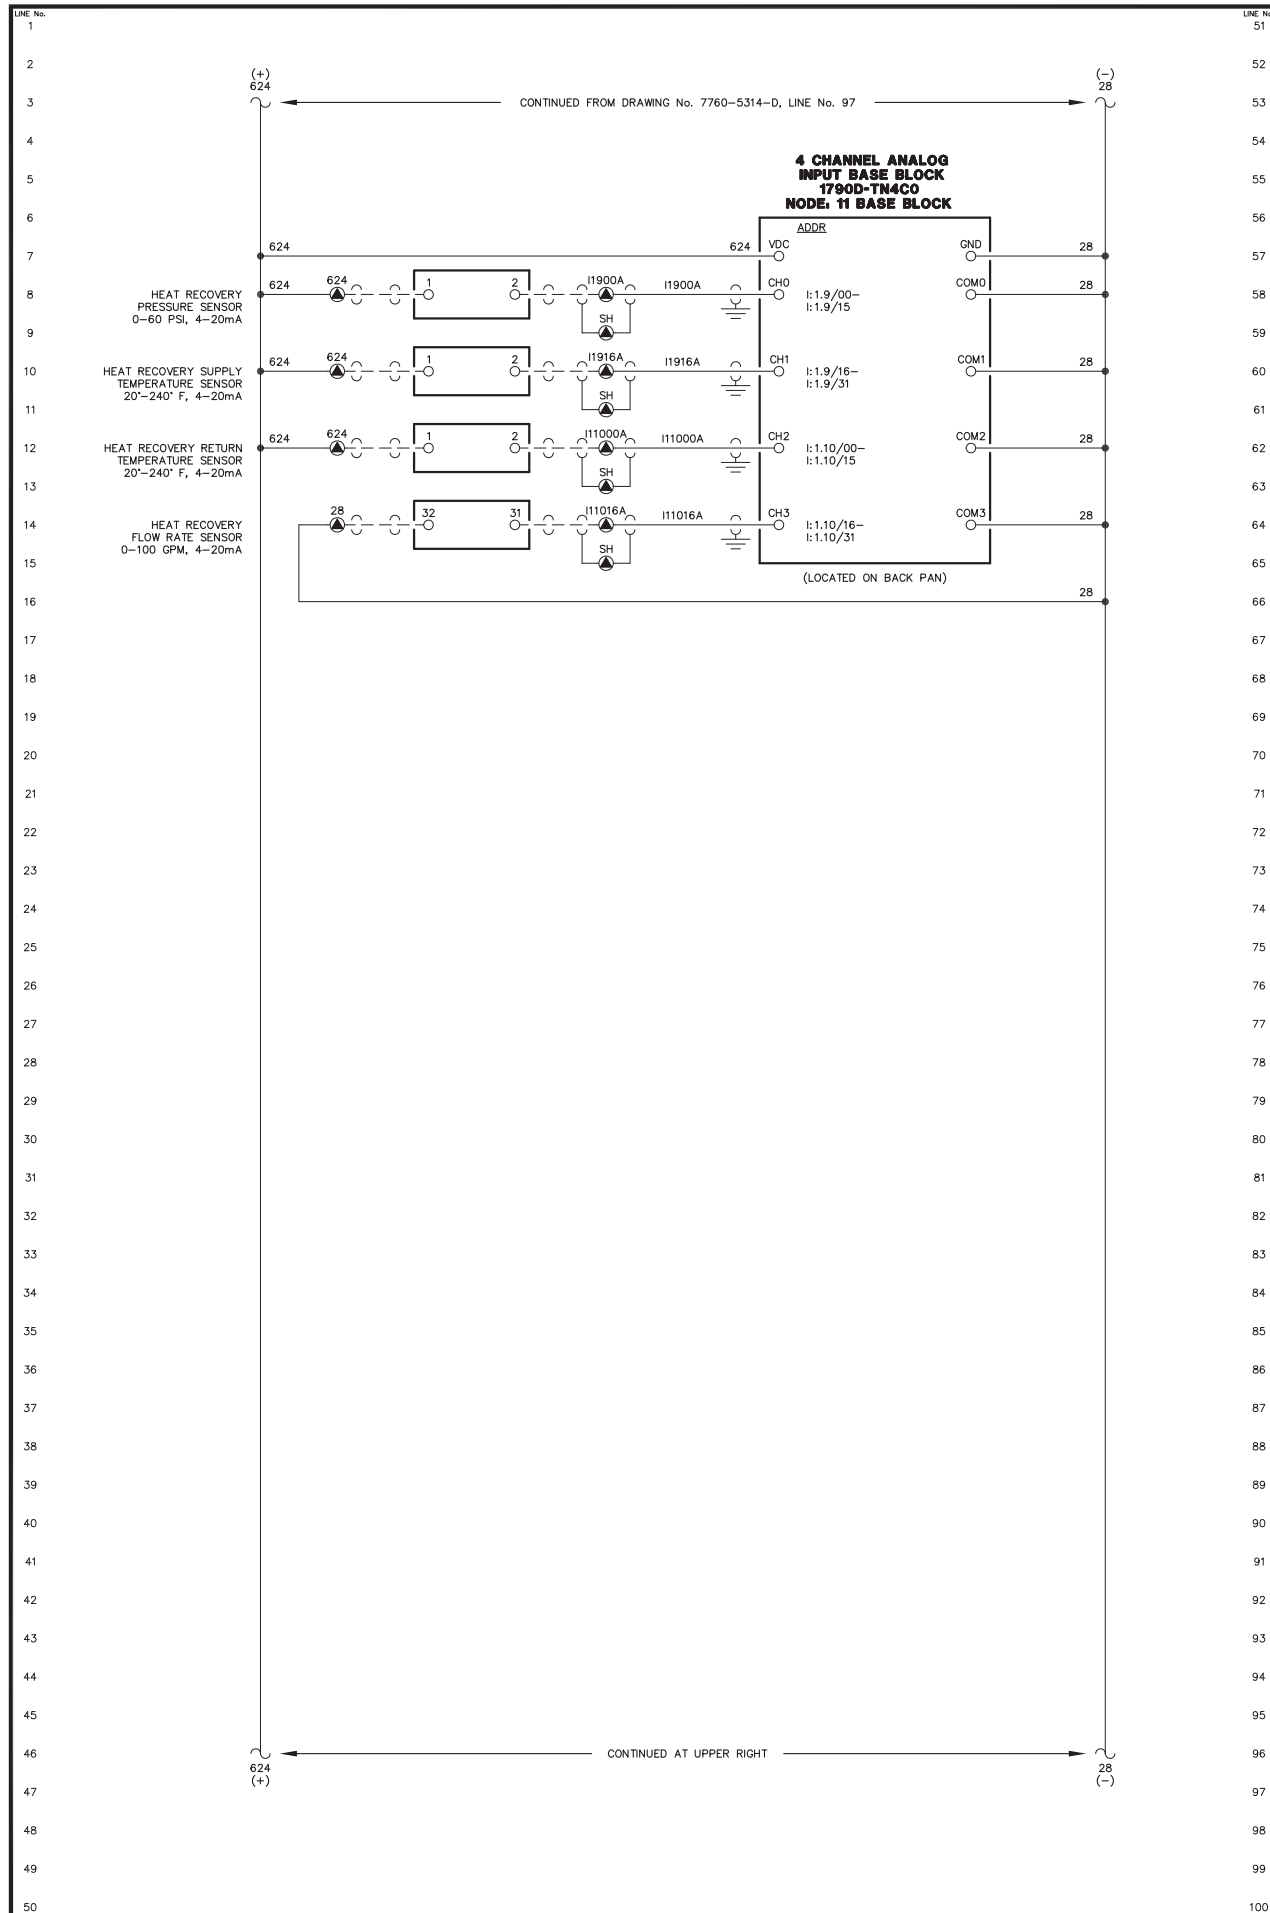 LINE No.
LINE No
1
51
2
52
(+)
624
(-)
28
3
CONTINUED FROM DRAWING No. 7760-5314-D, LINE No. 97
53
4
54
4 CHANNEL ANALOG
INPUT BASE BLOCK
1790D-TN4C0
NODE: 11 BASE BLOCK
5
55
6
56
ADDR
7
624
624
VDC
GND
28
57
8
HEAT RECOVERY
PRESSURE SENSOR
0-60 PSI, 4-20mA
624
624
1
2
I1900A
SH
I1900A
CH0
I:1.9/00-
I:1.9/15
COM0
28
58
9
59
10
HEAT RECOVERY SUPPLY
TEMPERATURE SENSOR
20°-240° F, 4-20mA
624
624
1
2
I1916A
SH
I1916A
CH1
I:1.9/16-
I:1.9/31
COM1
28
60
11
61
12
HEAT RECOVERY RETURN
TEMPERATURE SENSOR
20°-240° F, 4-20mA
624
624
1
2
I11000A
SH
I11000A
CH2
I:1.10/00-
I:1.10/15
COM2
28
62
13
63
14
HEAT RECOVERY
FLOW RATE SENSOR
0-100 GPM, 4-20mA
28
32
31
I11016A
SH
I11016A
CH3
I:1.10/16-
I:1.10/31
COM3
28
64
15
65
(LOCATED ON BACK PAN)
16
28
66
17
67
18
68
19
69
20
70
21
71
22
72
23
73
24
74
25
75
26
76
27
77
28
78
29
79
30
80
31
81
32
82
33
83
34
84
35
85
36
86
37
87
38
88
39
89
40
90
41
91
42
92
43
93
44
94
45
95
46
CONTINUED AT UPPER RIGHT
96
624
(+)
28
(-)
47
97
48
98
49
99
50
100